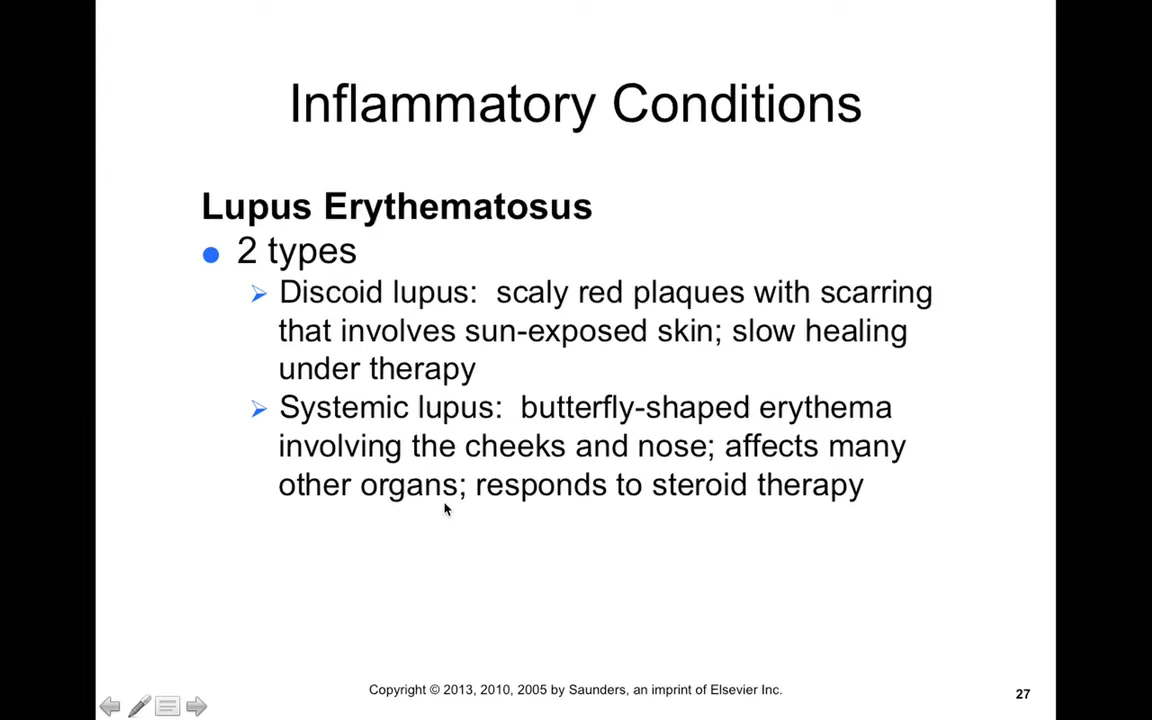 Inflammatory Conditions
Lupus Erythematosus
2 types
Discoid lupus:  scaly red plaques with scarring
that involves sun-exposed skin; slow healing
under therapy
Systemic lupus:  butterfly-shaped erythema
involving the cheeks and nose; affects many
other organs; responds to steroid therapy
Copyright © 2013, 2010, 2005 by Saunders, an imprint of Elsevier Inc.
27